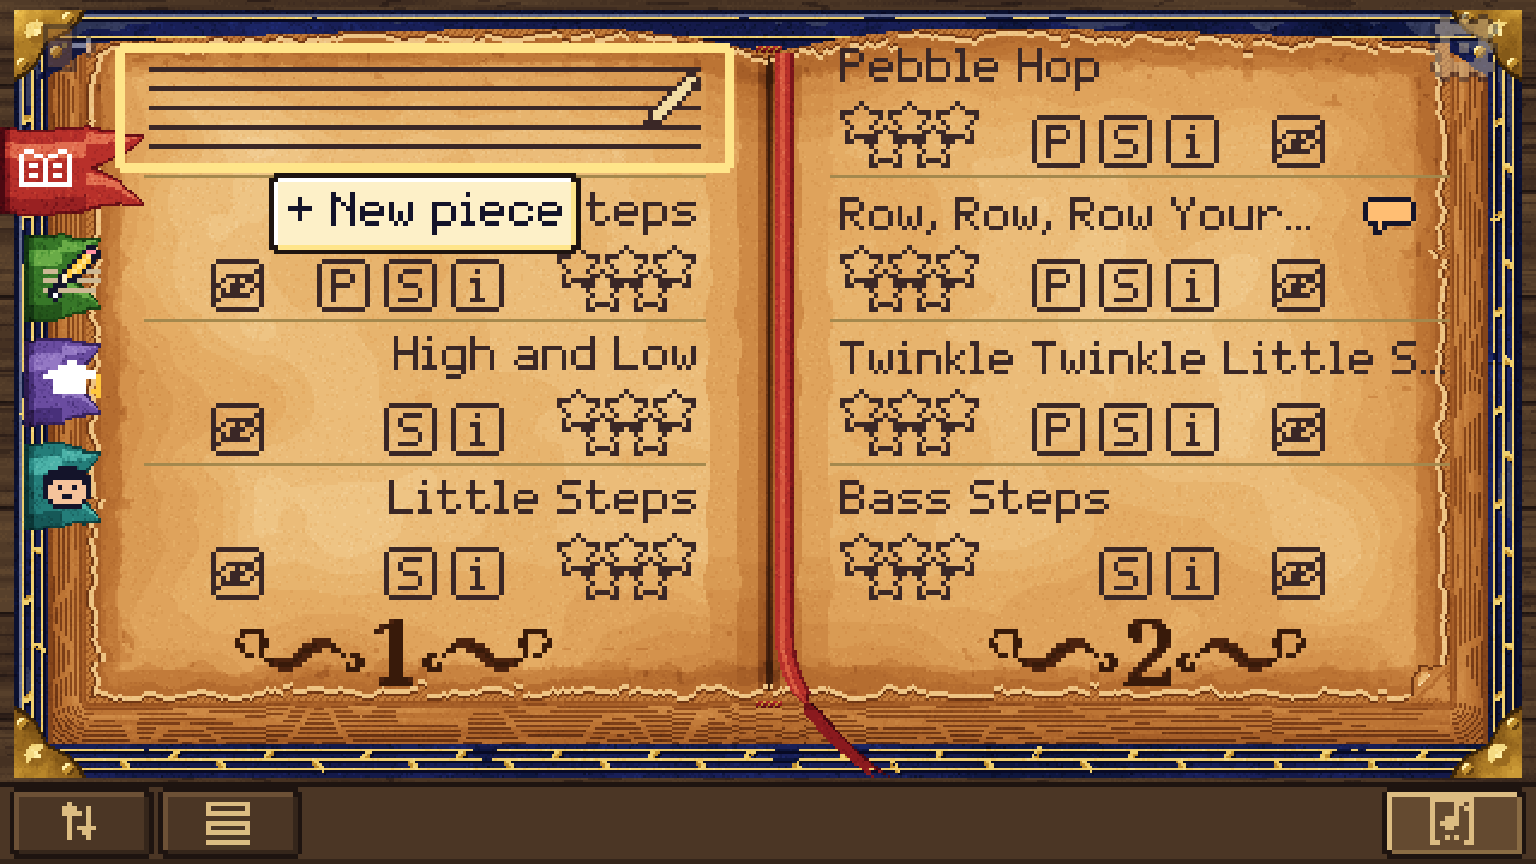 + New piece
teps
P S i
High and Low
S i
Little Steps
S i
1
Pebble Hop
P S i
Row, Row, Row Your...
P S i
Twinkle Twinkle Little S...
P S i
Bass Steps
S i
2